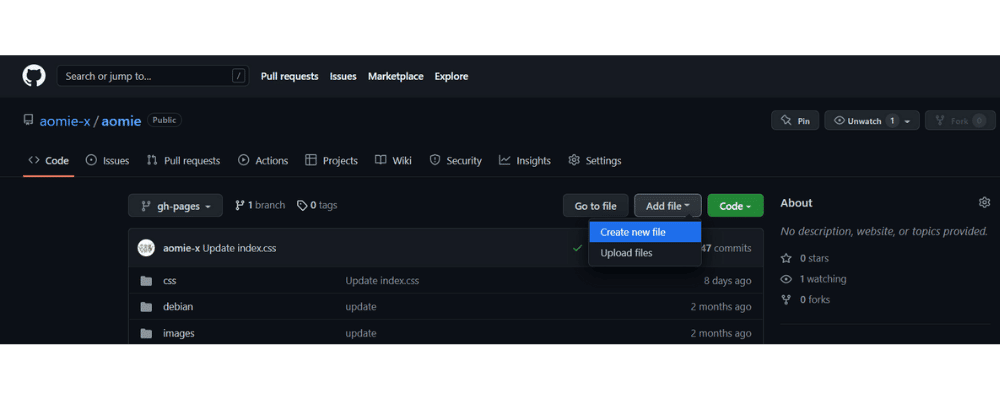 Search or jump to... /
Pull requests Issues Marketplace Explore
aomie-x / aomie Public
Pin Unwatch 1 Fork 0
Code Issues Pull requests Actions Projects Wiki Security Insights Settings
gh-pages 1 branch 0 tags Go to file Add file Code
Create new file
Upload files
aomie-x Update index.css 47 commits
css Update index.css 8 days ago
debian update 2 months ago
images update 2 months ago
About
No description, website, or topics provided.
0 stars
1 watching
0 forks